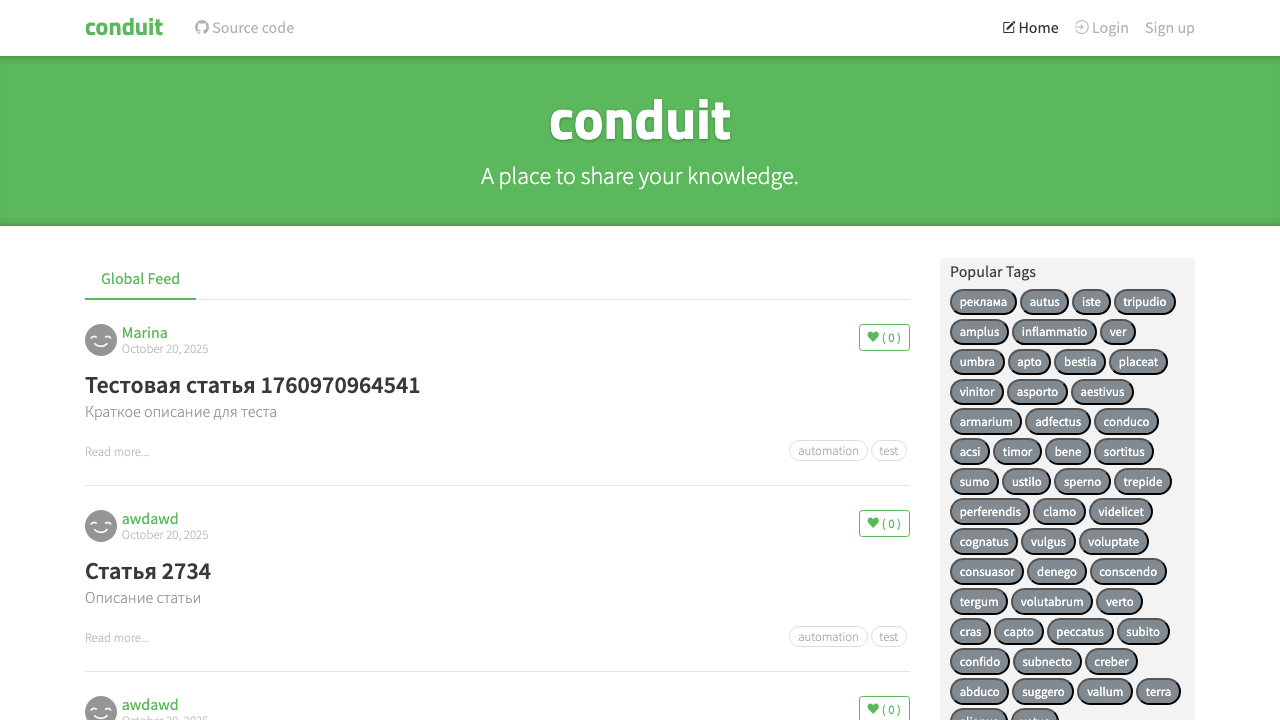 conduit
Source code
Home
Login
Sign up
conduit
A place to share your knowledge.
Global Feed
Marina
October 20, 2025
( 0 )
Тестовая статья 1760970964541
Краткое описание для теста
Read more...
automation
test
awdawd
October 20, 2025
( 0 )
Статья 2734
Описание статьи
Read more...
automation
test
awdawd
October 20, 2025
( 0 )
Popular Tags
реклама autus iste tripudio
amplus inflammatio ver
umbra apto bestia placeat
vinitor asporto aestivus
armarium adfectus conduco
acsi timor bene sortitus
sumo ustilo sperno trepide
perferendis clamo videlicet
cognatus vulgus voluptate
consuasor denego conscendo
tergum volutabrum verto
cras capto peccatus subito
confido subnecto creber
abduco suggero vallum terra